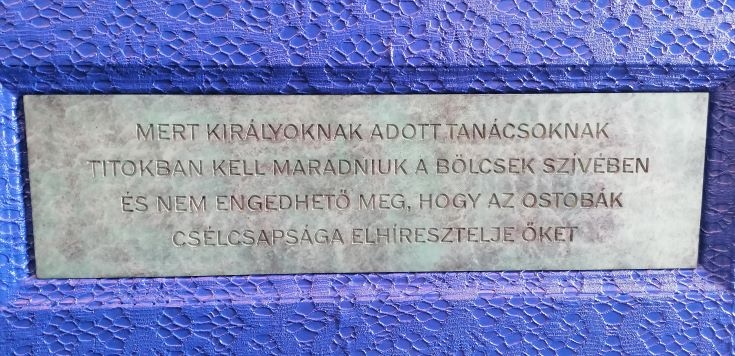 MERT KIRÁLYOKNAK ADOTT TANÁCSOKNAK
TITOKBAN KELL MARADNIUK A BÖLCSEK SZÍVÉBEN
ÉS NEM ENGEDHETŐ MEG, HOGY AZ OSTOBÁK
CSÉLCSAPSÁGA ELHÍRESZTELJE ŐKET